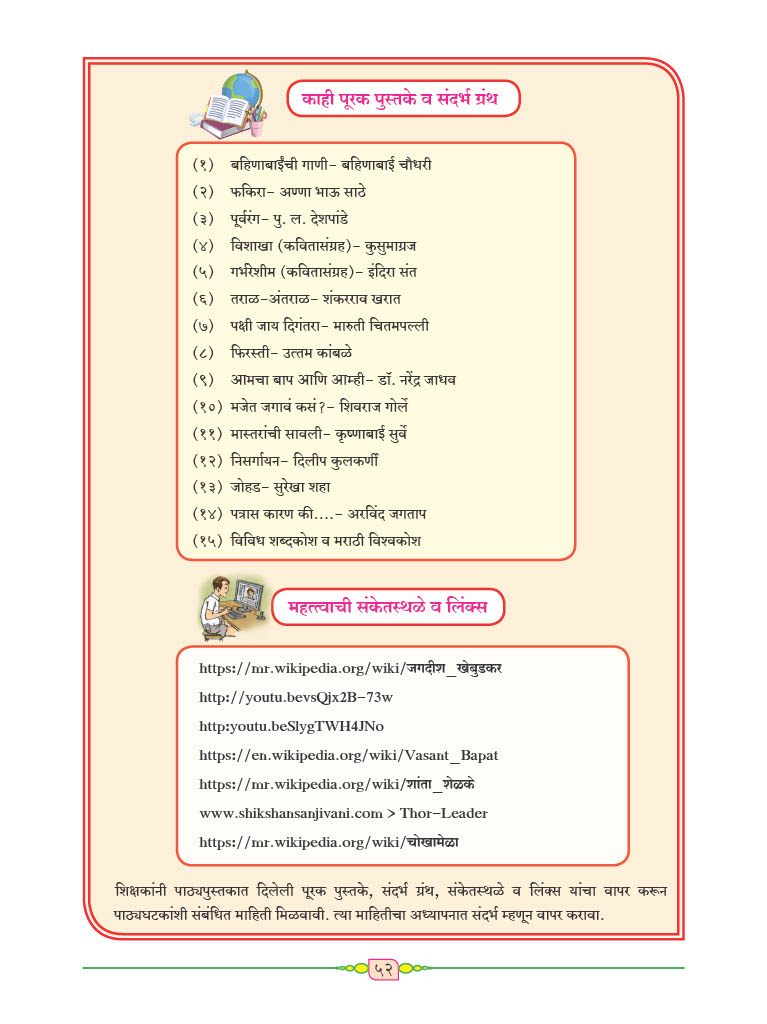 काही पूरक पुस्तके व संदर्भ ग्रंथ
(१) बहिणाबाईंची गाणी– बहिणाबाई चौधरी
(२) फकिरा– अण्णा भाऊ साठे
(३) पूर्वरंग– पु. ल. देशपांडे
(४) विशाखा (कवितासंग्रह)– कुसुमाग्रज
(५) गर्भरेशीम (कवितासंग्रह)– इंदिरा संत
(६) तराळ–अंतराळ– शंकरराव खरात
(७) पक्षी जाय दिगंतरा– मारुती चितमपल्ली
(८) फिरस्ती– उत्तम कांबळे
(९) आमचा बाप आणि आम्ही– डॉ. नरेंद्र जाधव
(१०) मजेत जगावं कसं?– शिवराज गोर्ले
(११) मास्तरांची सावली– कृष्णाबाई सुर्वे
(१२) निसर्गायन– दिलीप कुलकर्णी
(१३) जोहड– सुरेखा शहा
(१४) पत्रास कारण की....– अरविंद जगताप
(१५) विविध शब्दकोश व मराठी विश्वकोश
महत्त्वाची संकेतस्थळे व लिंक्स
https://mr.wikipedia.org/wiki/जगदीश_खेबुडकर
http://youtu.bevsQjx2B–73w
http:youtu.beSlygTWH4JNo
https://en.wikipedia.org/wiki/Vasant_Bapat
https://mr.wikipedia.org/wiki/शांता_शेळके
www.shikshansanjivani.com > Thor–Leader
https://mr.wikipedia.org/wiki/चोखामेळा
शिक्षकांनी पाठ्यपुस्तकात दिलेली पूरक पुस्तके, संदर्भ ग्रंथ, संकेतस्थळे व लिंक्स यांचा वापर करून
पाठ्यघटकांशी संबंधित माहिती मिळवावी. त्या माहितीचा अध्यापनात संदर्भ म्हणून वापर करावा.
५२